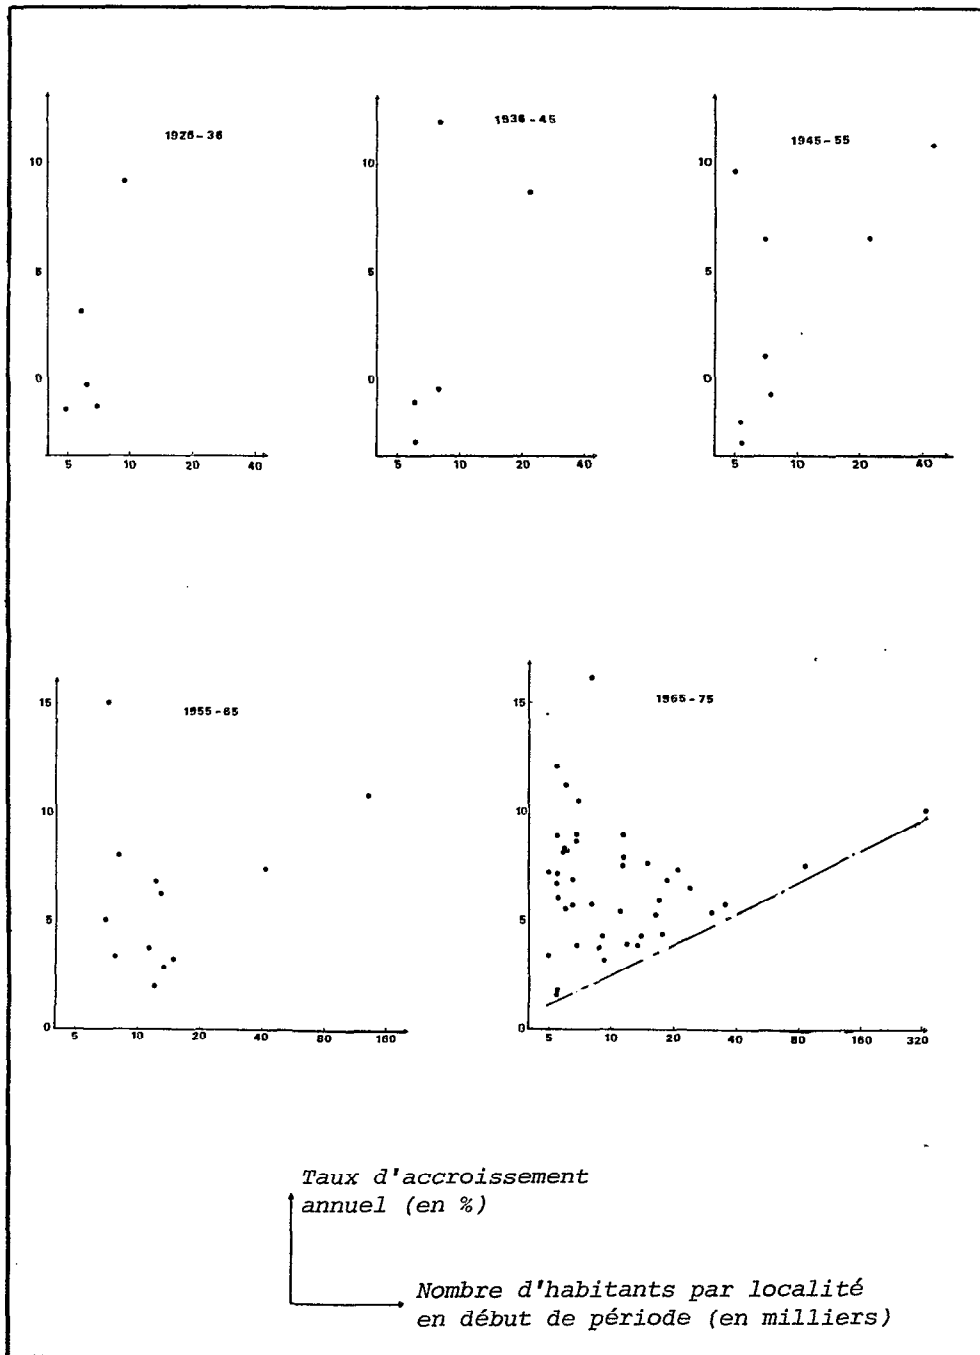 1926-36
10
5
0
5 10 20 40
1936-45
10
5
0
5 10 20 40
1945-55
10
5
0
5 10 20 40
1955-65
15
10
5
0
5 10 20 40 80 160
1965-75
15
10
5
0
5 10 20 40 80 160 320
Taux d'accroissement
annuel (en %)
Nombre d'habitants par localité
en début de période (en milliers)